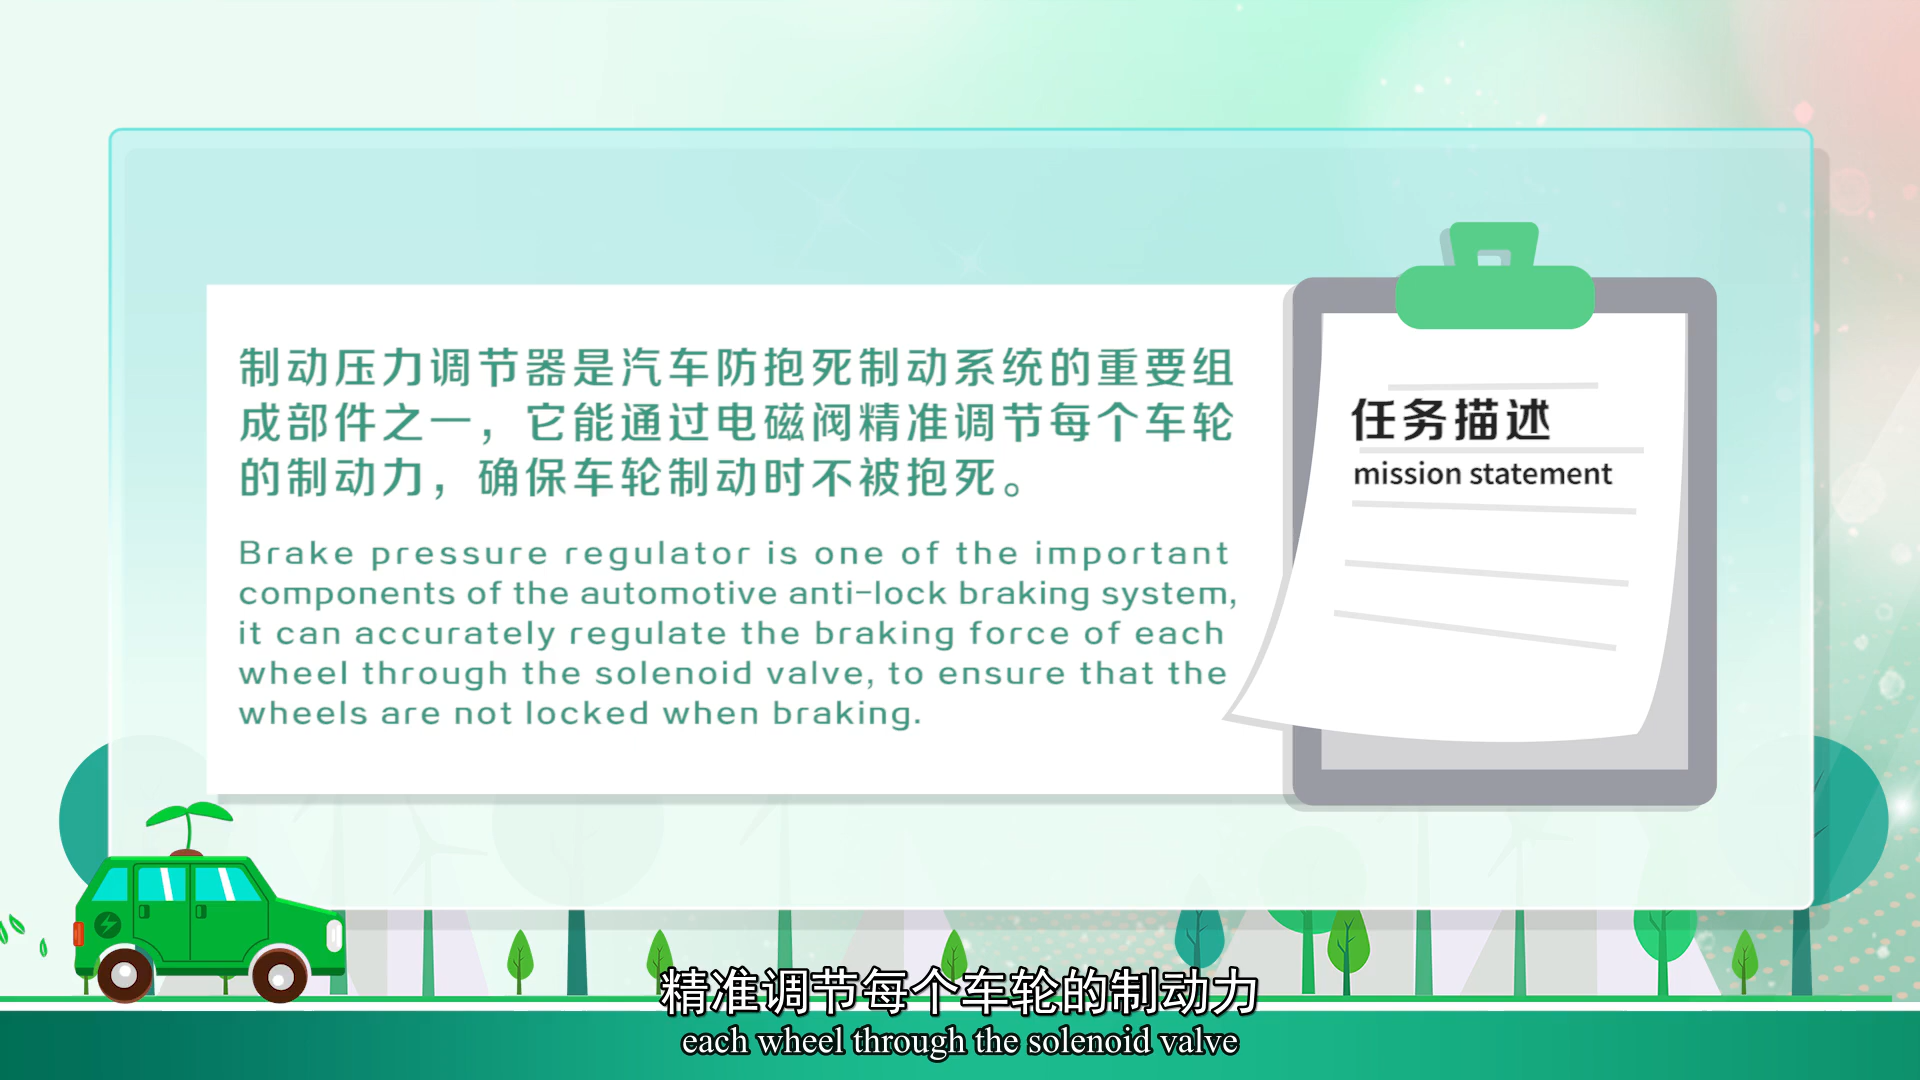 制动压力调节器是汽车防抱死制动系统的重要组
成部件之一，它能通过电磁阀精准调节每个车轮
的制动力，确保车轮制动时不被抱死。
Brake pressure regulator is one of the important
components of the automotive anti-lock braking system,
it can accurately regulate the braking force of each
wheel through the solenoid valve, to ensure that the
wheels are not locked when braking.
任务描述
mission statement
精准调节每个车轮的制动力
each wheel through the solenoid valve